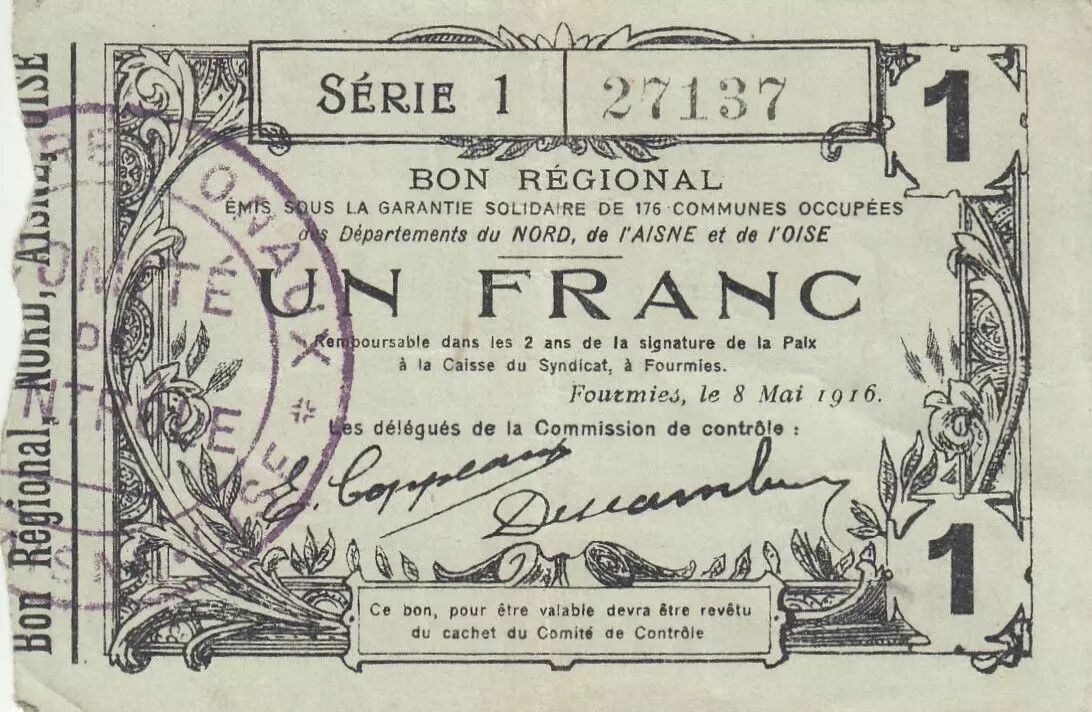 SÉRIE 1
27137
1
BON RÉGIONAL
ÉMIS SOUS LA GARANTIE SOLIDAIRE DE 176 COMMUNES OCCUPÉES
des Départements du NORD, de l'AISNE et de l'OISE
UN FRANC
Remboursable dans les 2 ans de la signature de la Paix
à la Caisse du Syndicat, à Fourmies.
Fourmies, le 8 Mai 1916.
Les délégués de la Commission de contrôle :
E. Coppeaux
1
Ce bon, pour être valable devra être revêtu
du cachet du Comité de Contrôle
Bon Régional, NORD, AISNE, OISE